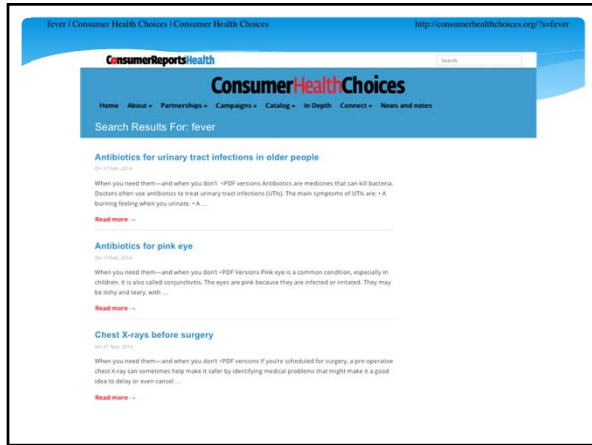 fever | Consumer Health Choices | Consumer Health Choices http://consumerhealthchoices.org/?s=fever
ConsumerReportsHealth Search
ConsumerHealthChoices
Home About » Partnerships » Campaigns » Catalog » In Depth Connect » News and notes
Search Results For: fever
Antibiotics for urinary tract infections in older people
On 17 Feb, 2014
When you need them—and when you don't <PDF Versions Antibiotics are medicines that can kill bacteria.
Doctors often use antibiotics to treat urinary tract infections (UTIs). The main symptoms of UTIs are: • A
burning feeling when you urinate. • A ...
Read more →
Antibiotics for pink eye
On 17 Feb, 2014
When you need them—and when you don't <PDF Versions Pink eye is a common condition, especially in
children. It is also called conjunctivitis. The eyes are pink because they are infected or irritated. They may
be itchy and teary, with ...
Read more →
Chest X-rays before surgery
On 21 Nov, 2013
When you need them—and when you don't <PDF versions If you're scheduled for surgery, a pre-operative
chest X-ray can sometimes help make it safer by identifying medical problems that might make it a good
idea to delay or even cancel ...
Read more →